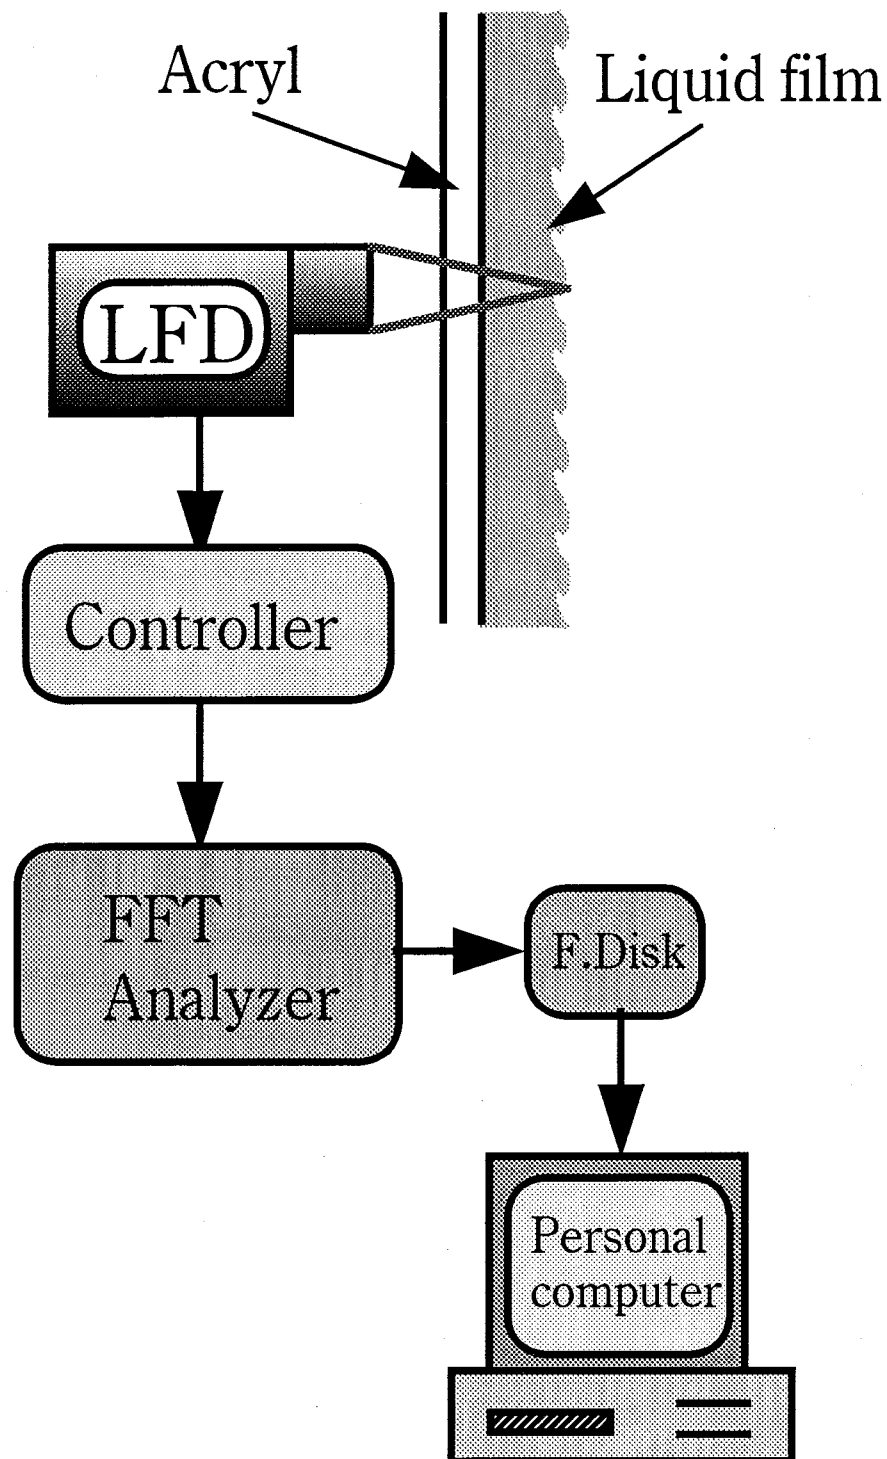 Acryl
Liquid film
LFD
Controller
FFT
Analyzer
F.Disk
Personal
computer